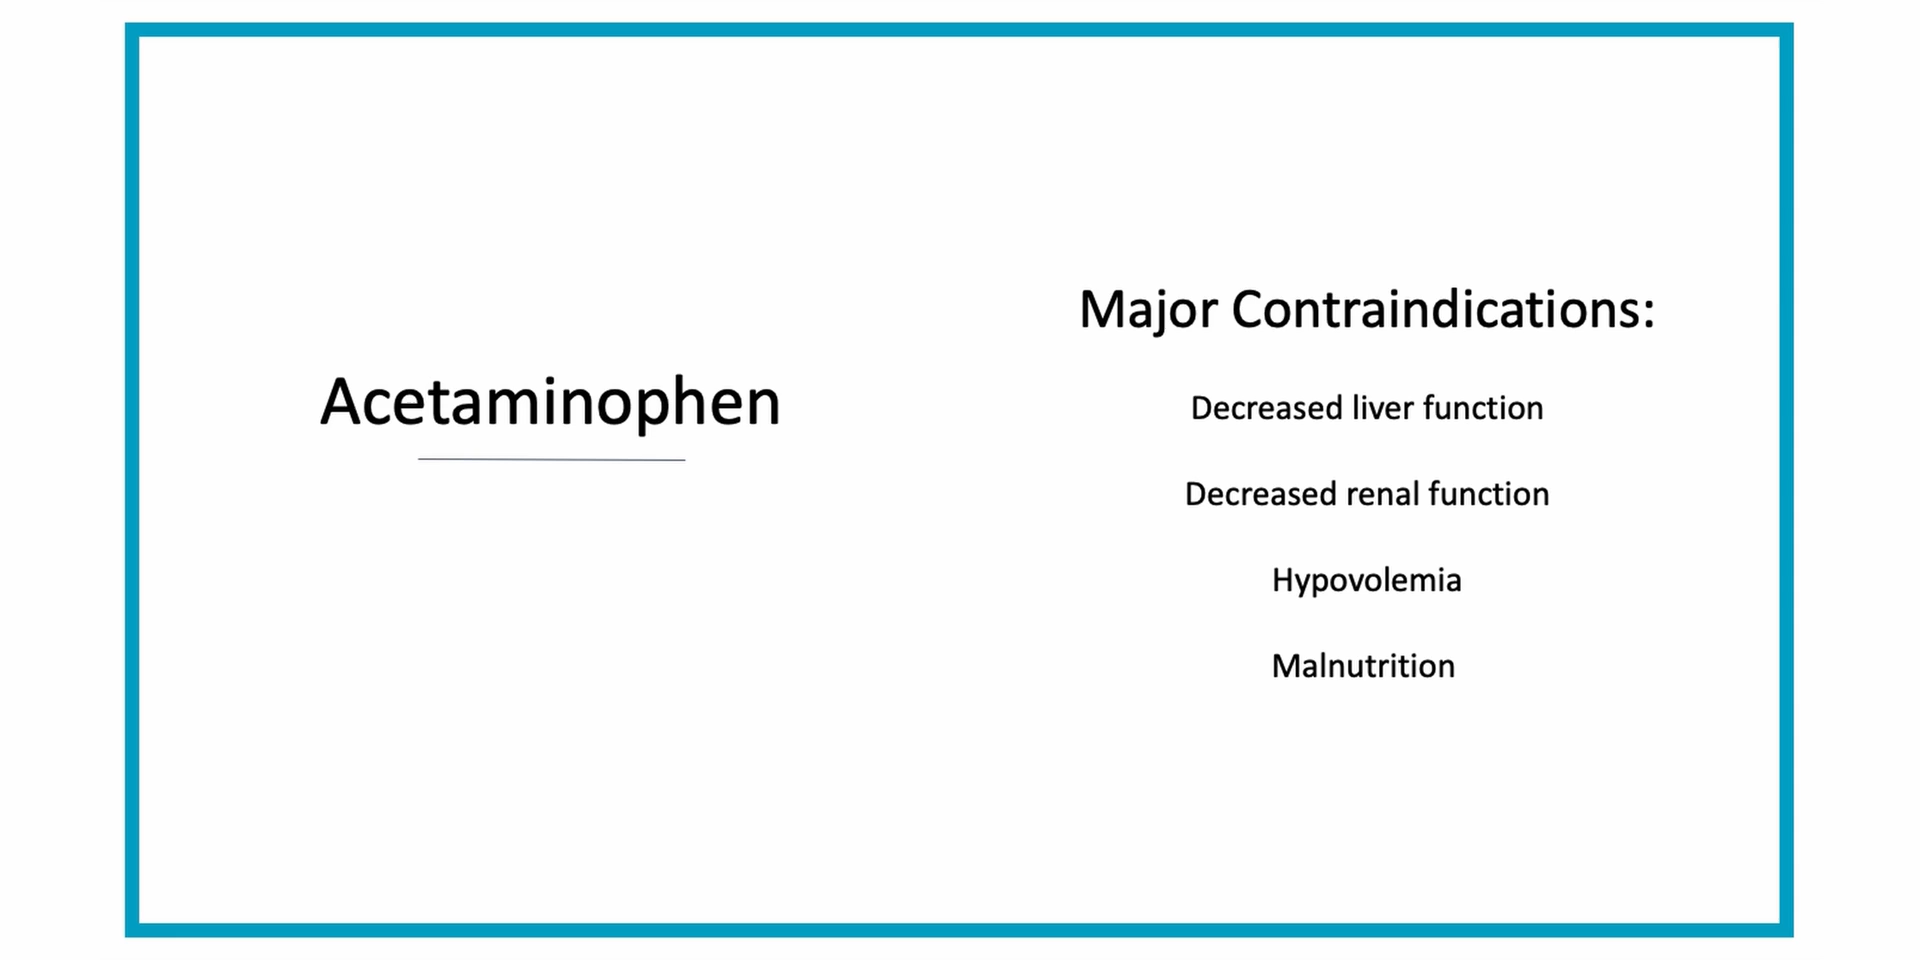 Acetaminophen
Major Contraindications:
Decreased liver function
Decreased renal function
Hypovolemia
Malnutrition